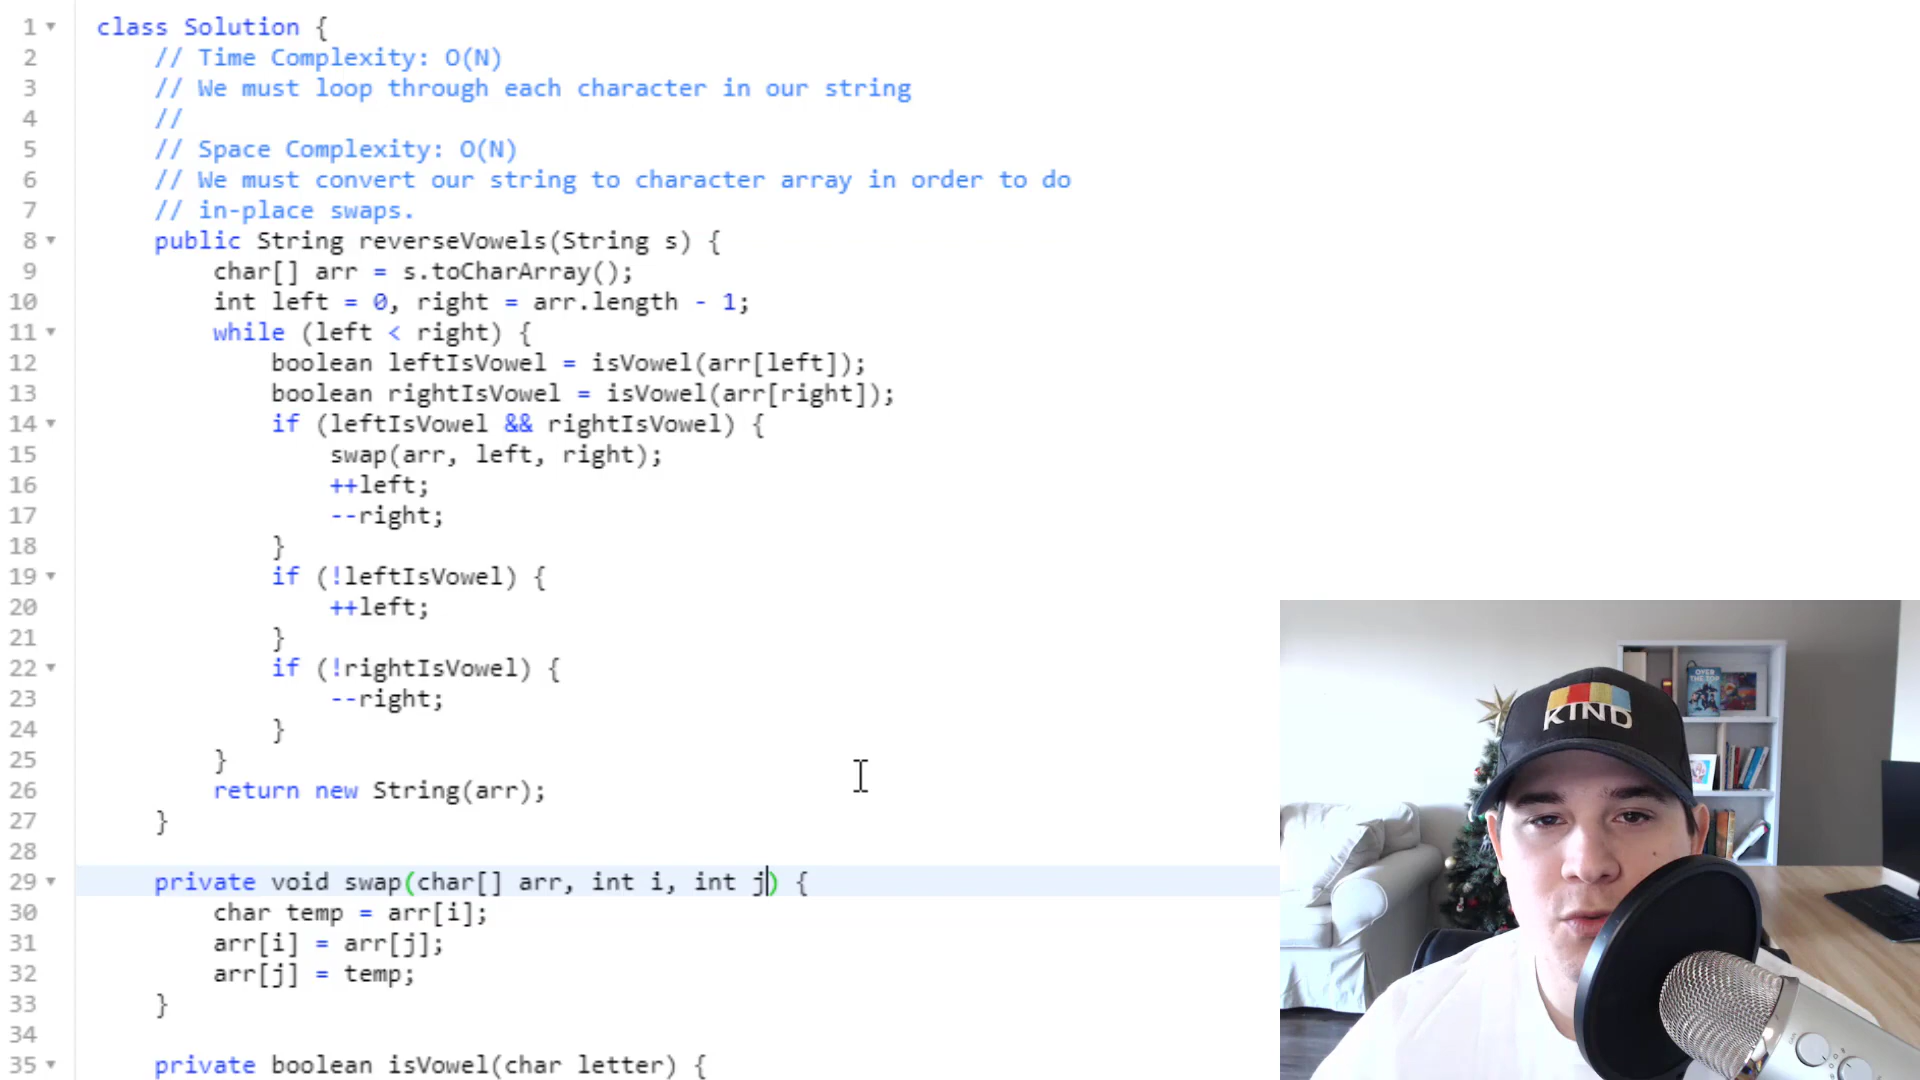 1 class Solution {
2 // Time Complexity: O(N)
3 // We must loop through each character in our string
4 //
5 // Space Complexity: O(N)
6 // We must convert our string to character array in order to do
7 // in-place swaps.
8 public String reverseVowels(String s) {
9 char[] arr = s.toCharArray();
10 int left = 0, right = arr.length - 1;
11 while (left < right) {
12 boolean leftIsVowel = isVowel(arr[left]);
13 boolean rightIsVowel = isVowel(arr[right]);
14 if (leftIsVowel && rightIsVowel) {
15 swap(arr, left, right);
16 ++left;
17 --right;
18 }
19 if (!leftIsVowel) {
20 ++left;
21 }
22 if (!rightIsVowel) {
23 --right;
24 }
25 }
26 return new String(arr);
27 }
28
29 private void swap(char[] arr, int i, int j) {
30 char temp = arr[i];
31 arr[i] = arr[j];
32 arr[j] = temp;
33 }
34
35 private boolean isVowel(char letter) {
OVER
THE TOP
KIND